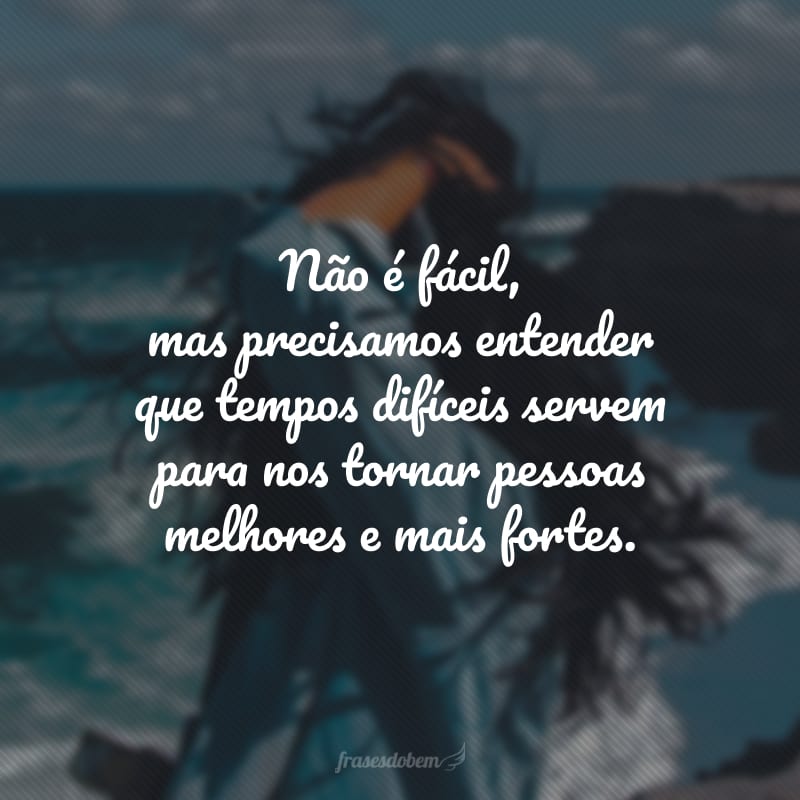 Não é fácil,
mas precisamos entender
que tempos difíceis servem
para nos tornar pessoas
melhores e mais fortes.
frasesdobem